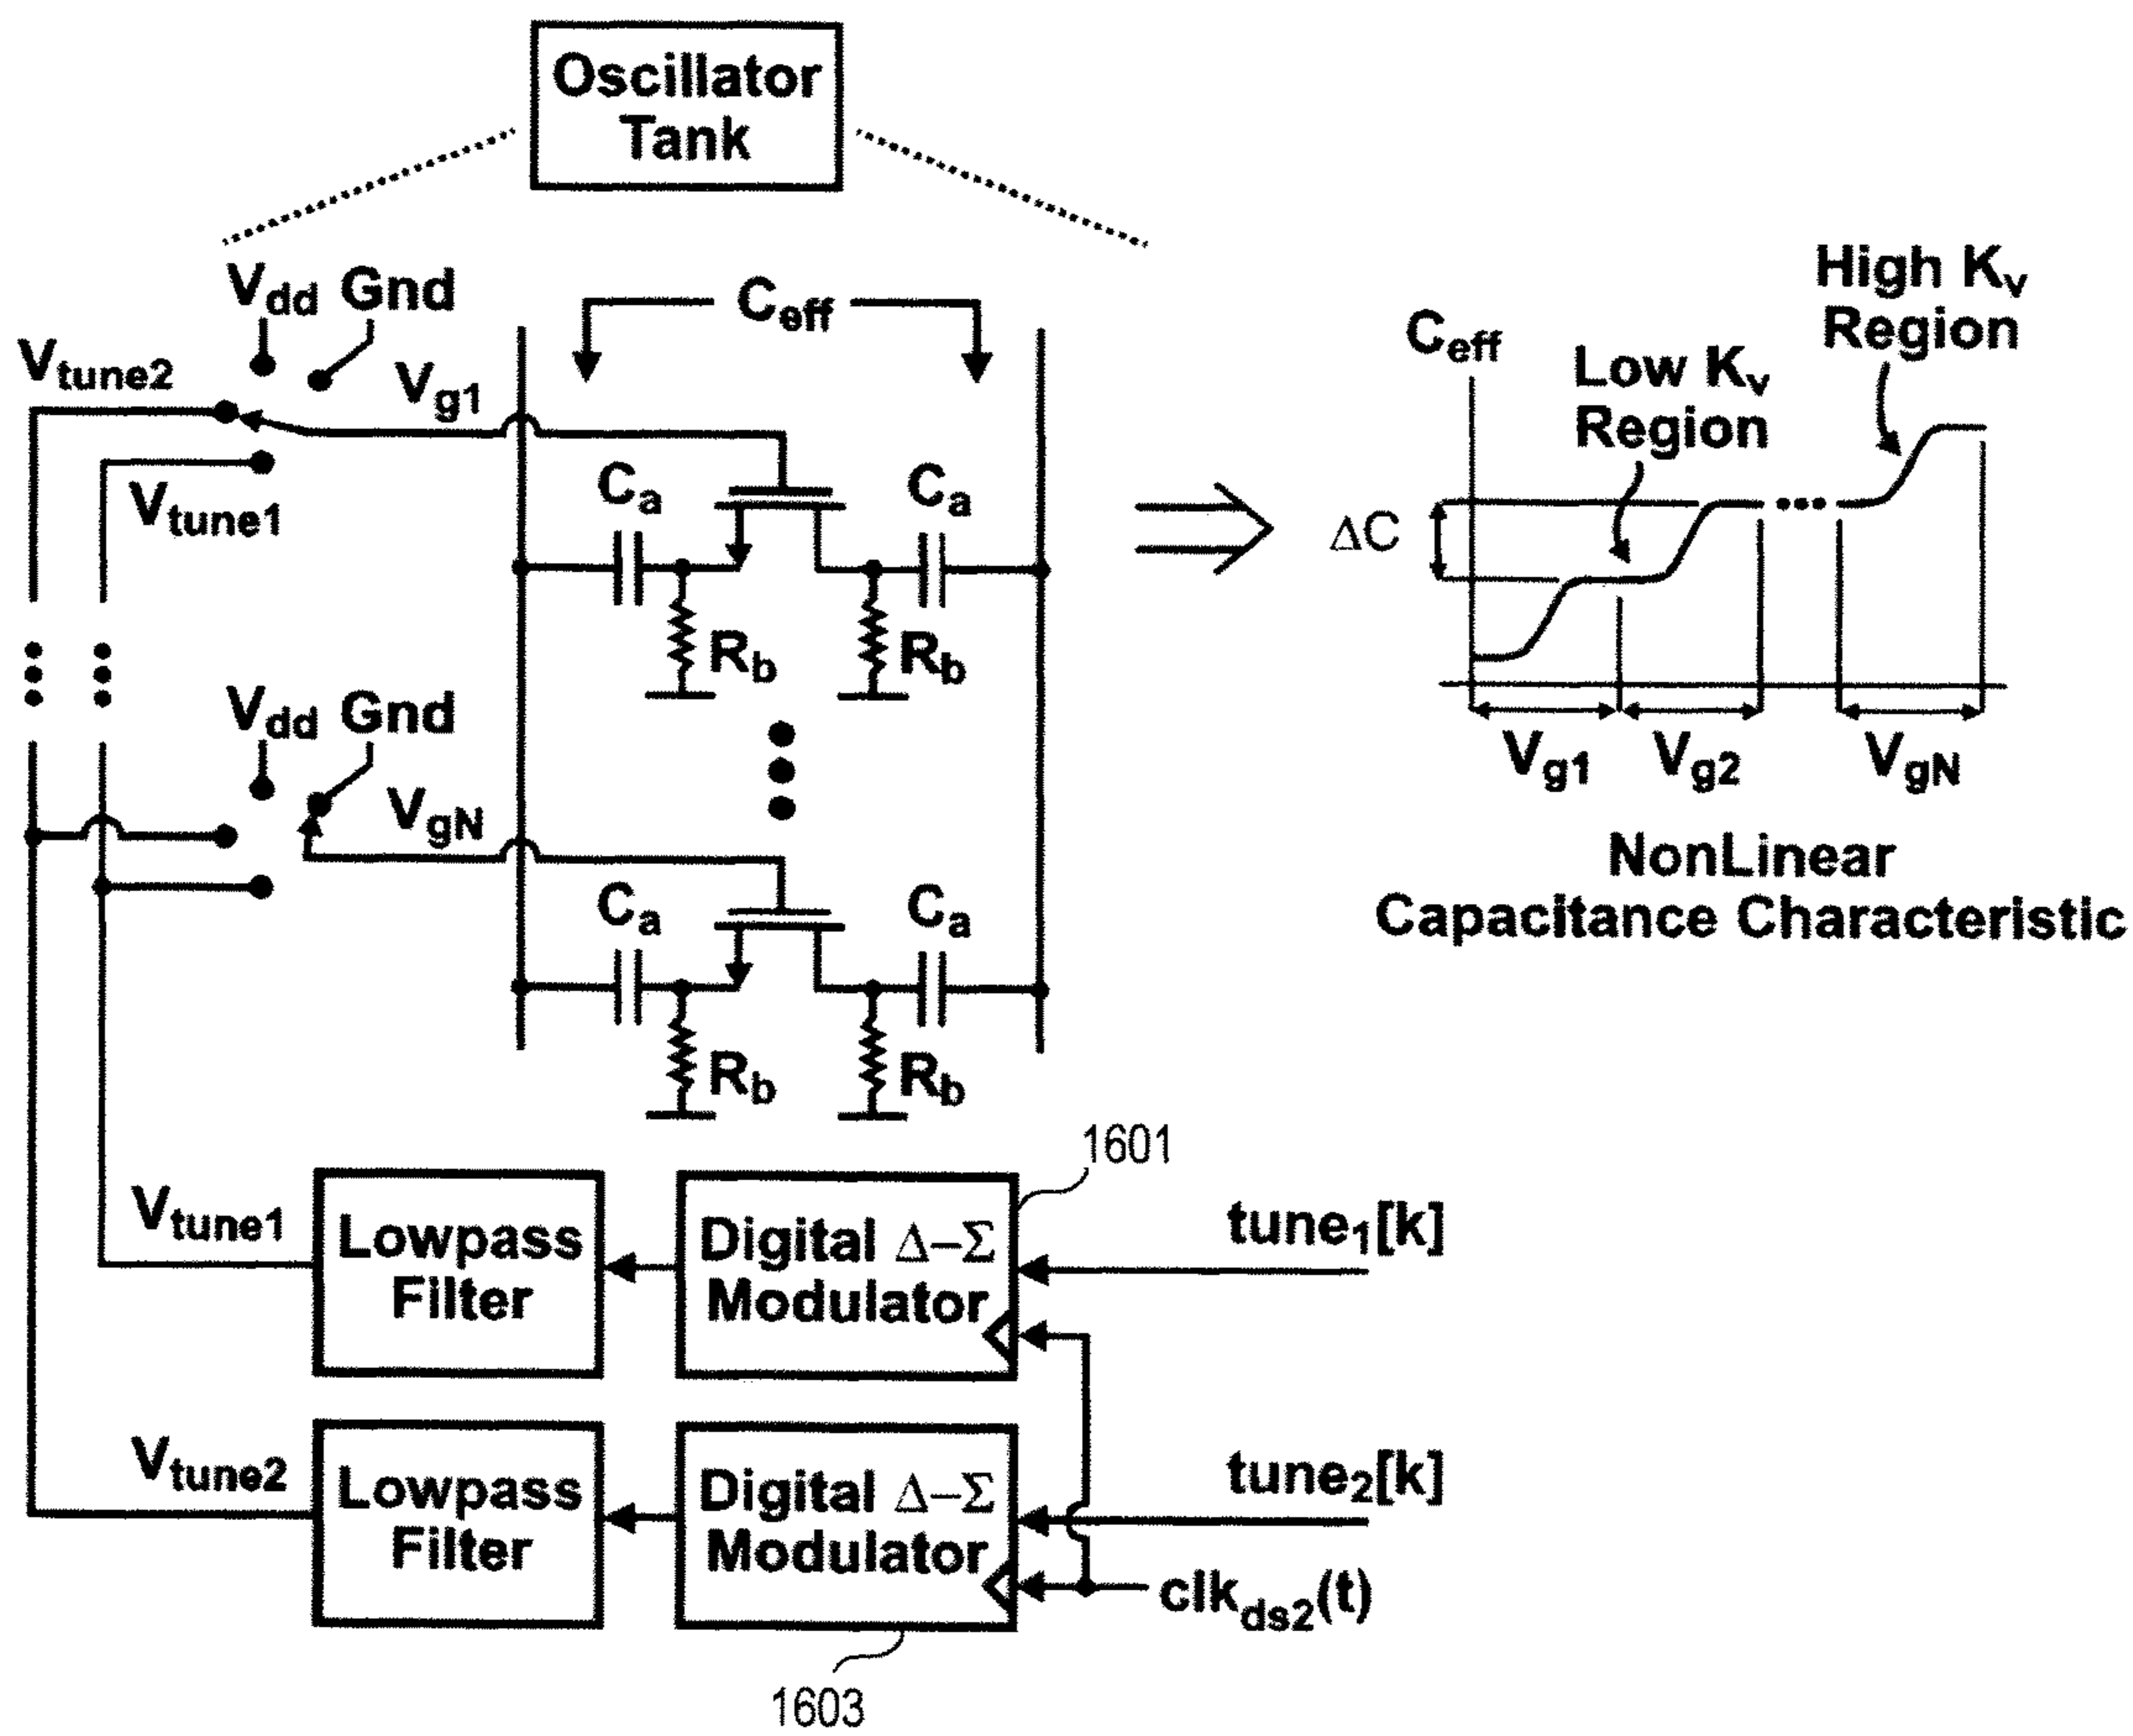 Oscillator
Tank
Vdd Gnd
Ceff
Vtune2
Vg1
Vtune1
Ca
Ca
Rb
Rb
Vdd Gnd
VgN
Ca
Ca
Rb
Rb
High Kv
Region
Ceff
Low Kv
Region
ΔC
Vg1
Vg2
VgN
NonLinear
Capacitance Characteristic
1601
Vtune1
Lowpass
Filter
Digital Δ–Σ
Modulator
tune1[k]
Vtune2
Lowpass
Filter
Digital Δ–Σ
Modulator
tune2[k]
clkds2(t)
1603